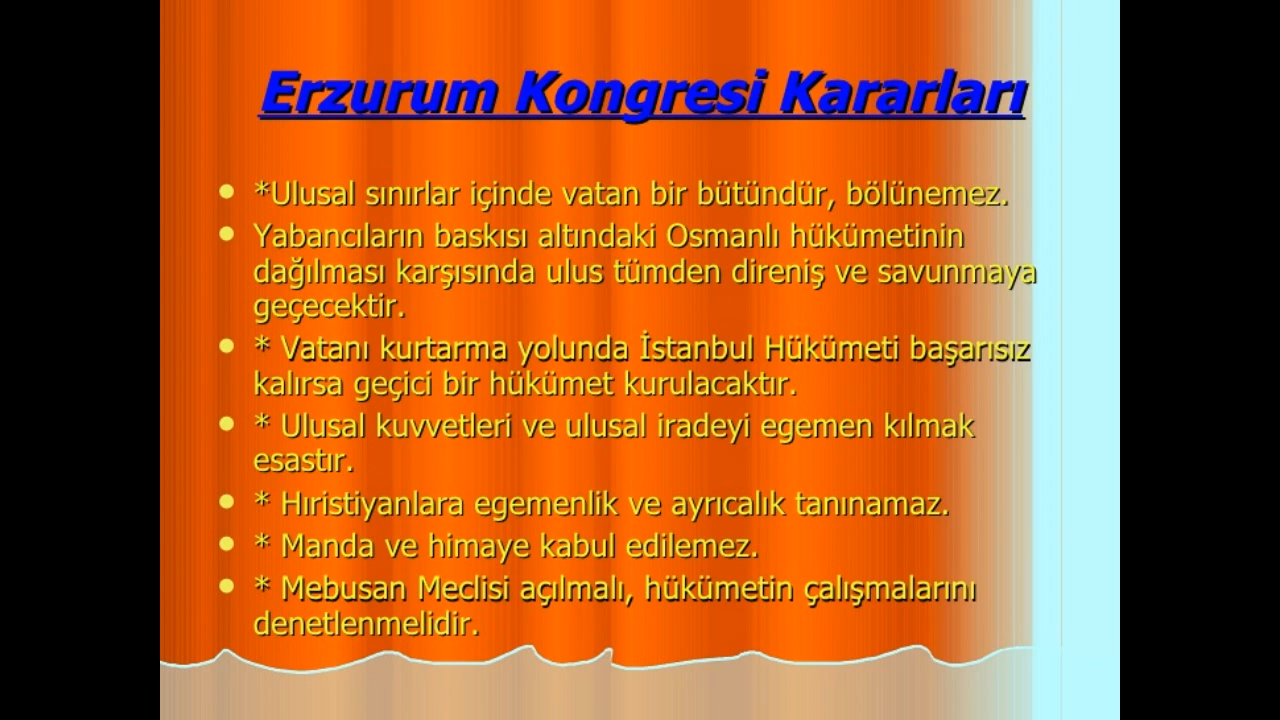 Erzurum Kongresi Kararları
• *Ulusal sınırlar içinde vatan bir bütündür, bölünemez.
• Yabancıların baskısı altındaki Osmanlı hükümetinin
dağılması karşısında ulus tümden direniş ve savunmaya
geçecektir.
• * Vatanı kurtarma yolunda İstanbul Hükümeti başarısız
kalırsa geçici bir hükümet kurulacaktır.
• * Ulusal kuvvetleri ve ulusal iradeyi egemen kılmak
esastır.
• * Hıristiyanlara egemenlik ve ayrıcalık tanınamaz.
• * Manda ve himaye kabul edilemez.
• * Mebusan Meclisi açılmalı, hükümetin çalışmalarını
denetlenmelidir.